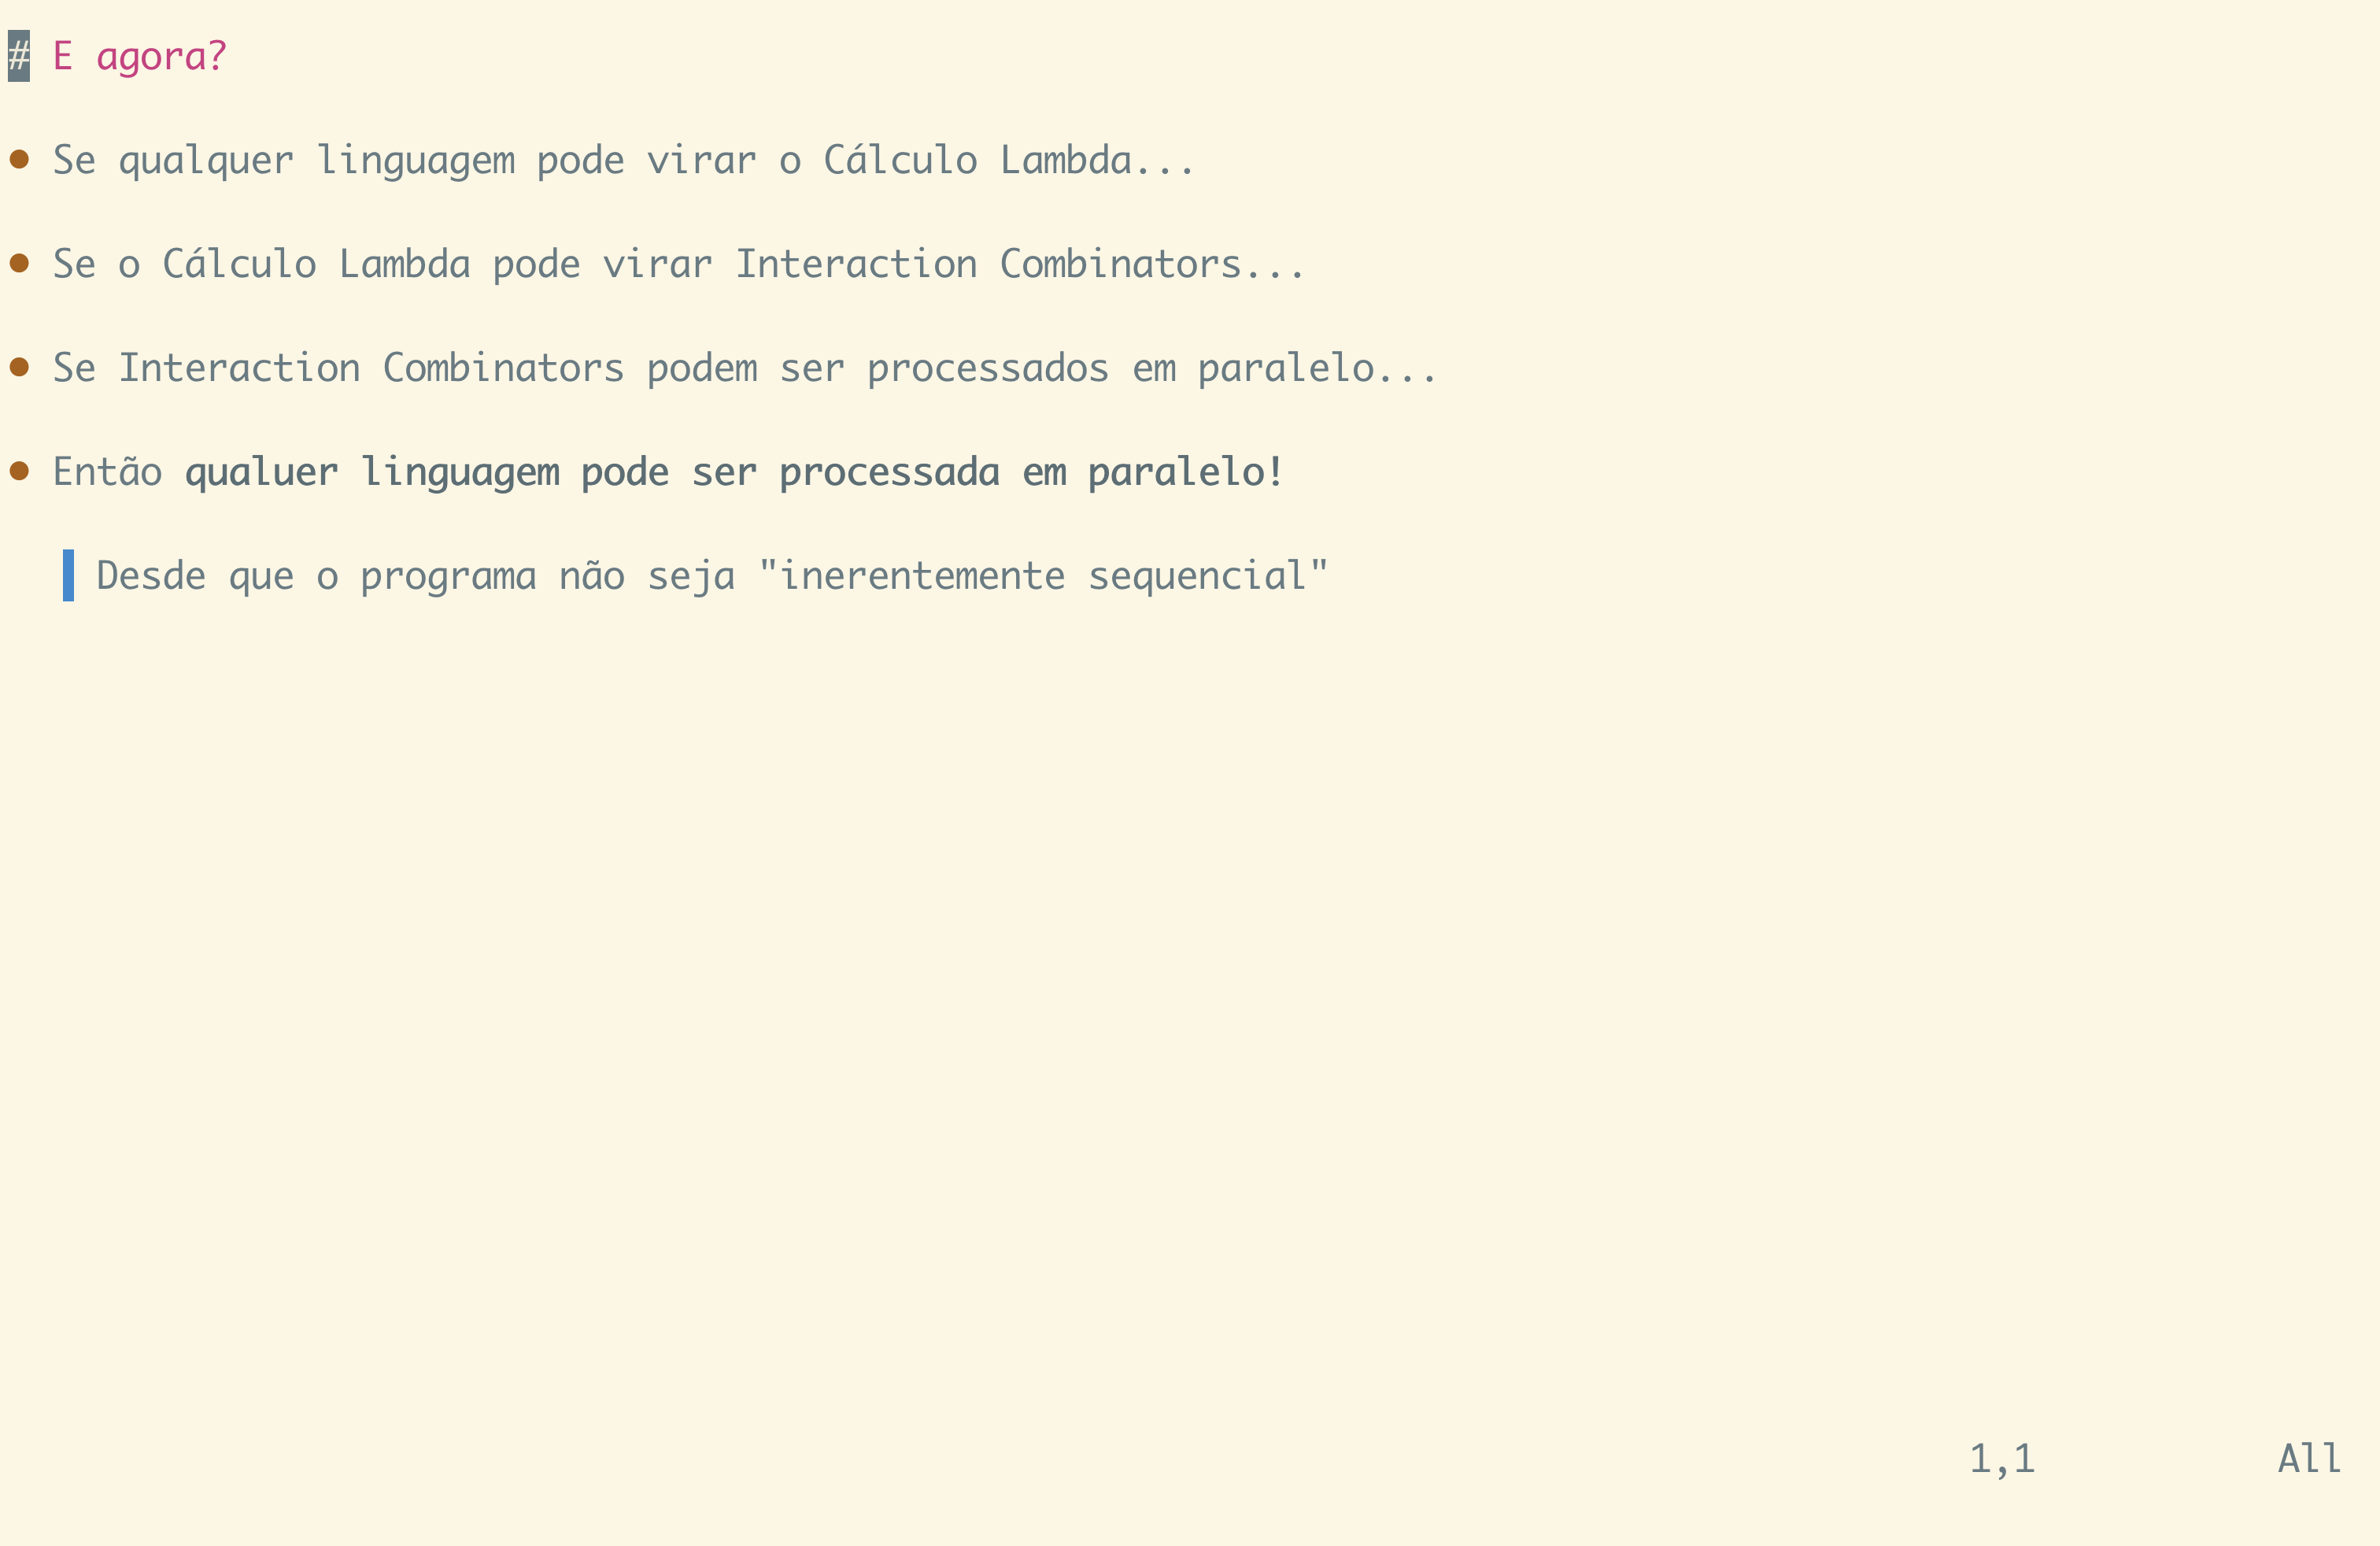 # E agora?
● Se qualquer linguagem pode virar o Cálculo Lambda...
● Se o Cálculo Lambda pode virar Interaction Combinators...
● Se Interaction Combinators podem ser processados em paralelo...
● Então qualuer linguagem pode ser processada em paralelo!
Desde que o programa não seja "inerentemente sequencial"
1,1 All